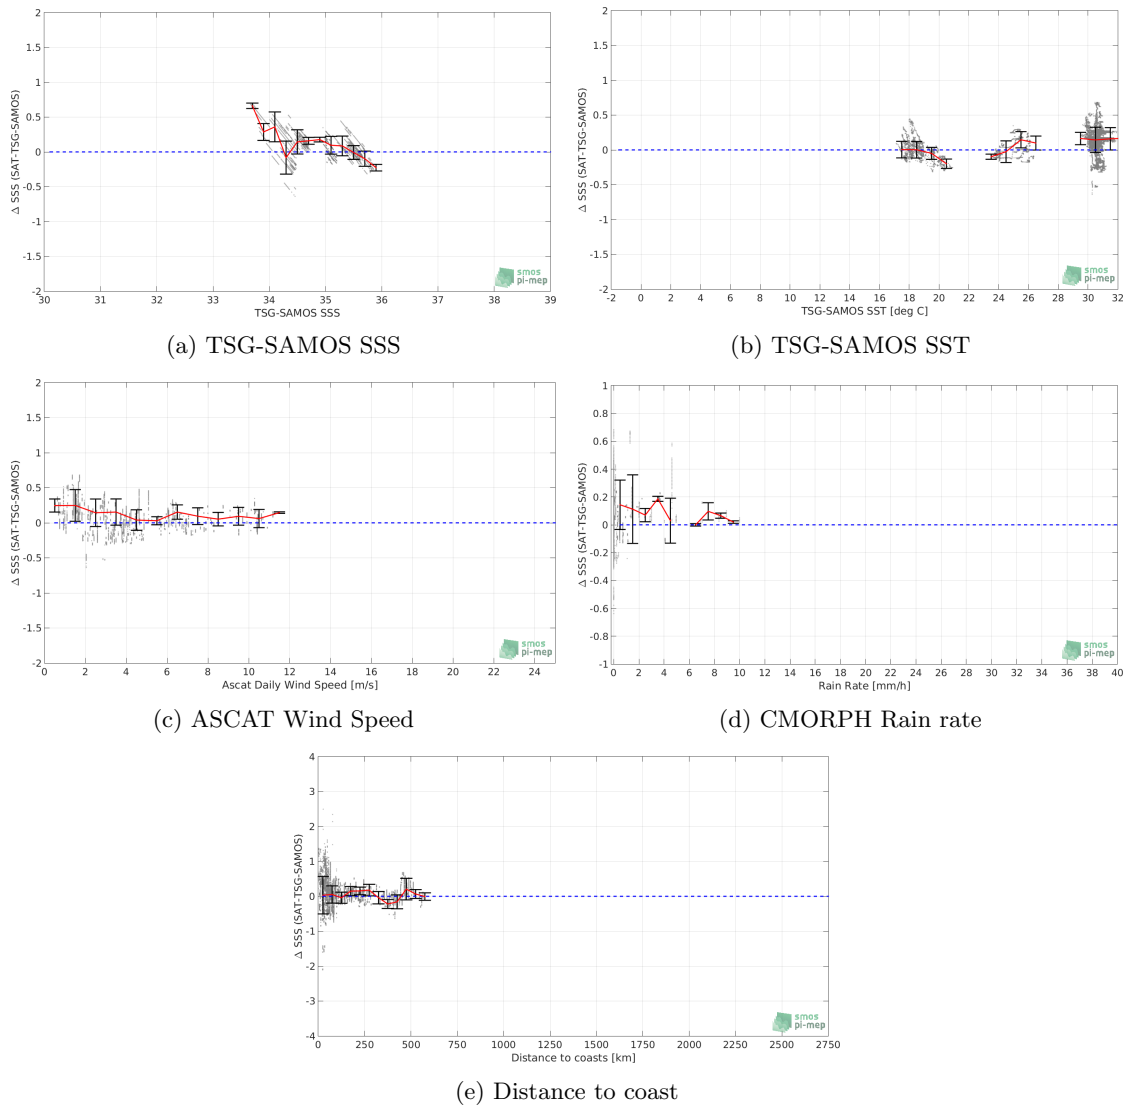 2
1.5
1
0.5
0
-0.5
-1
-1.5
-2
Δ SSS (SAT-TSG-SAMOS)
30 31 32 33 34 35 36 37 38 39
TSG-SAMOS SSS
smos
pi-mep
(a) TSG-SAMOS SSS
2
1.5
1
0.5
0
-0.5
-1
-1.5
-2
Δ SSS (SAT-TSG-SAMOS)
-2 0 2 4 6 8 10 12 14 16 18 20 22 24 26 28 30 32
TSG-SAMOS SST [deg C]
smos
pi-mep
(b) TSG-SAMOS SST
2
1.5
1
0.5
0
0.5
-1
-1.5
-2
Δ SSS (SAT-TSG-SAMOS)
0 2 4 6 8 10 12 14 16 18 20 22 24
Ascat Daily Wind Speed [m/s]
smos
pi-mep
(c) ASCAT Wind Speed
1
0.8
0.6
0.4
0.2
0
0.2
-0.4
-0.6
-0.8
-1
Δ SSS (SAT-TSG-SAMOS)
0 2 4 6 8 10 12 14 16 18 20 22 24 26 28 30 32 34 36 38 40
Rain Rate [mm/h]
smos
pi-mep
(d) CMORPH Rain rate
4
3
2
1
0
-1
-2
-3
-4
Δ SSS (SAT-TSG-SAMOS)
0 250 500 750 1000 1250 1500 1750 2000 2250 2500 2750
Distance to coasts [km]
smos
pi-mep
(e) Distance to coast